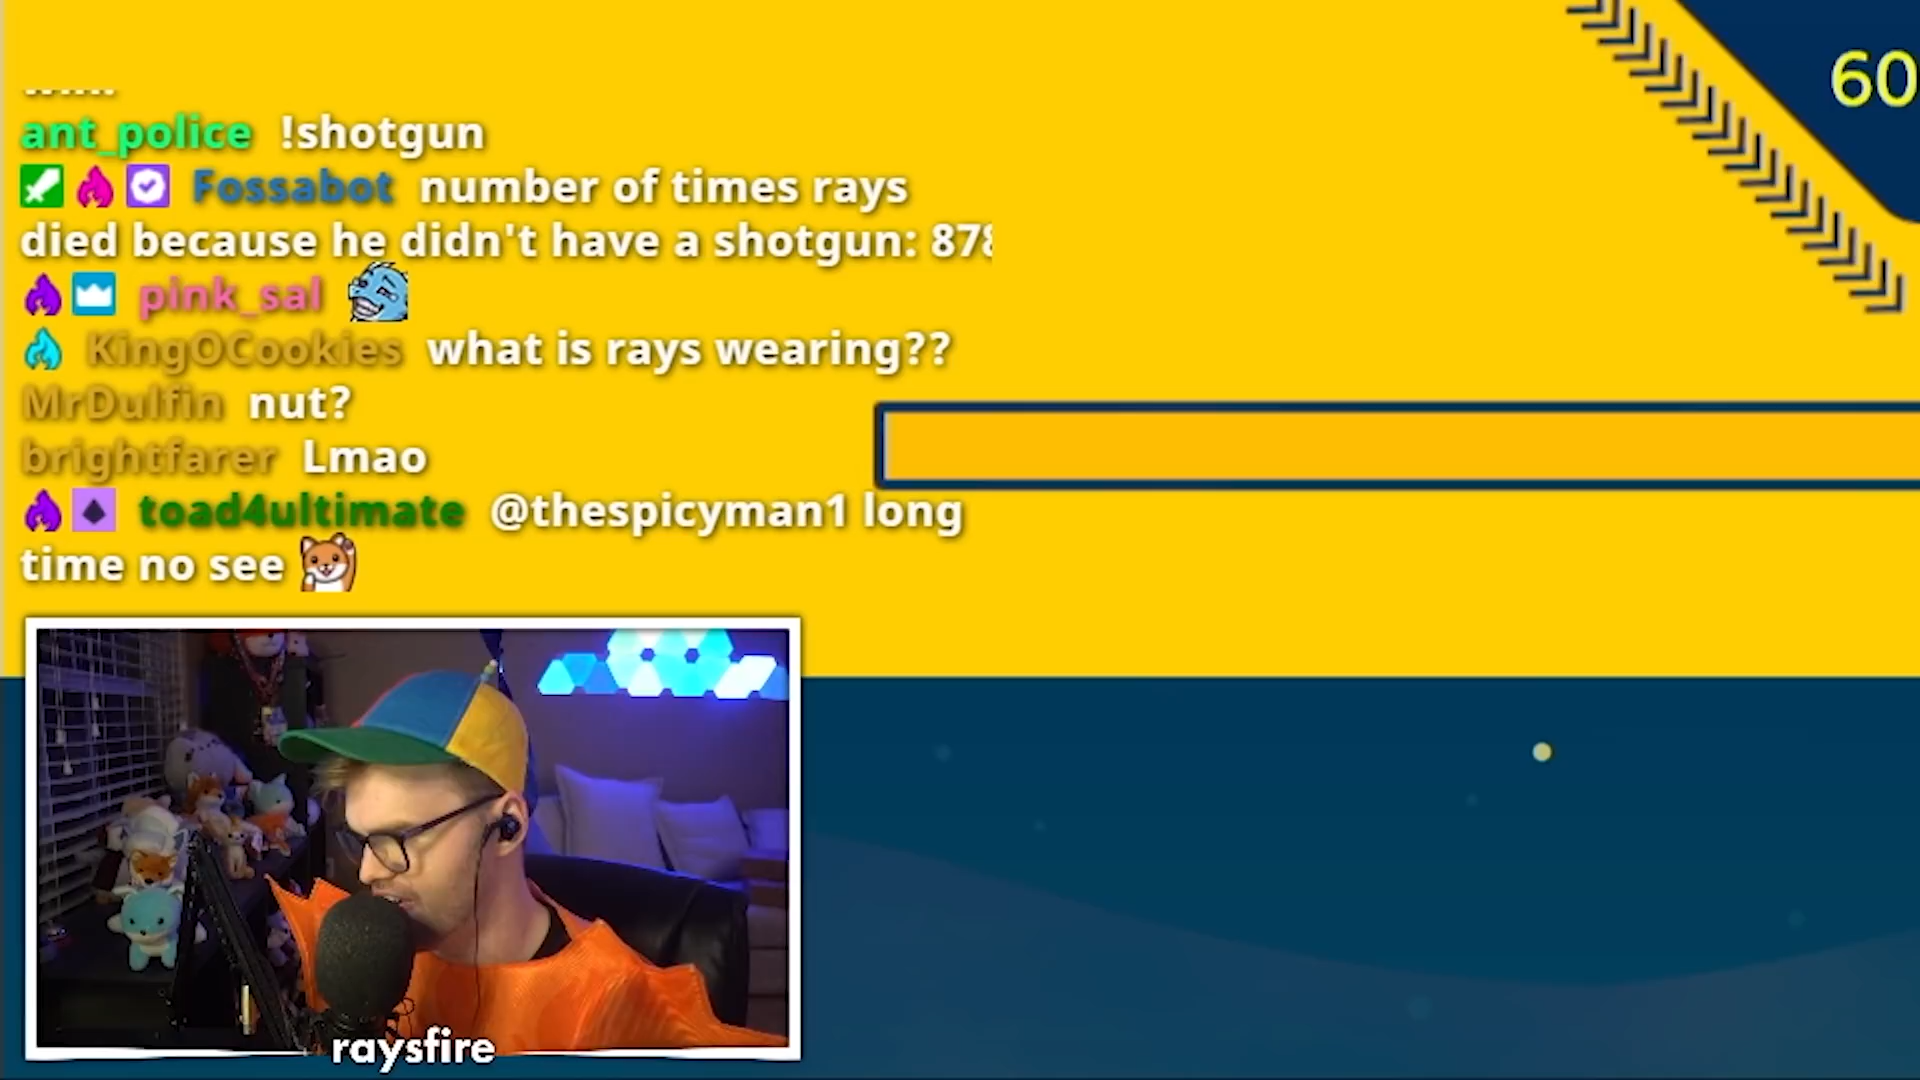 60
ant_police !shotgun
Fossabot number of times rays
died because he didn't have a shotgun: 878
pink_sal
KingOCookies what is rays wearing??
MrDulfin nut?
brightfarer Lmao
toad4ultimate @thespicyman1 long
time no see
raysfire